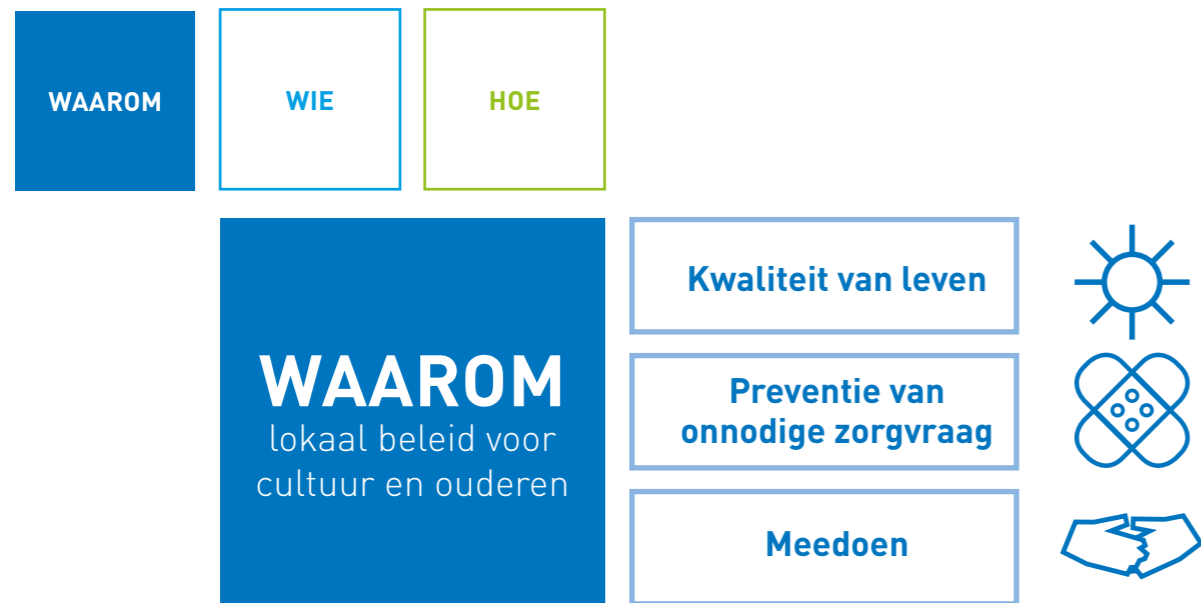 WAAROM
WIE
HOE
WAAROM
lokaal beleid voor
cultuur en ouderen
Kwaliteit van leven
Preventie van
onnodige zorgvraag
Meedoen